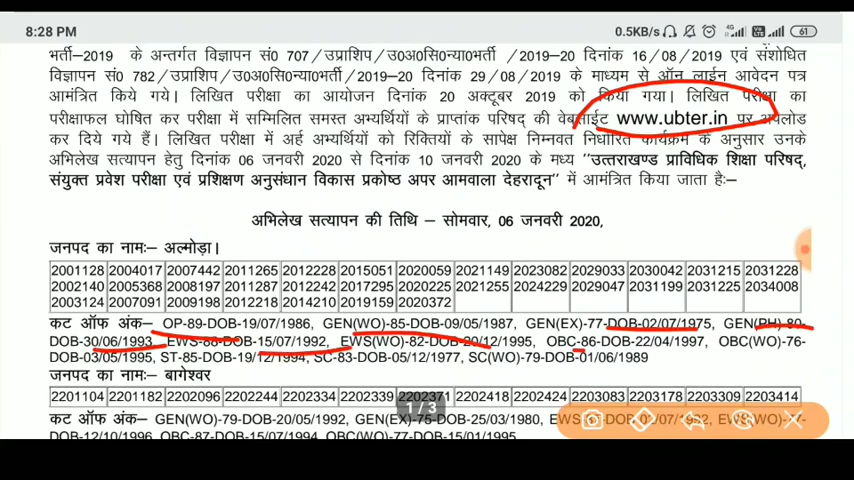 8:28 PM 0.5KB/s 4G 61
भर्ती-2019 के अन्तर्गत विज्ञापन सं0 707/उप्राशिप/उ0अ0सि0न्या0भर्ती /2019-20 दिनांक 16/08/2019 एवं संशोधित
विज्ञापन सं0 782/उप्राशिप/उ0अ0सि0न्या0भर्ती/2019-20 दिनांक 29/08/2019 के माध्यम से ऑन लाईन आवेदन पत्र
आमंत्रित किये गये। लिखित परीक्षा का आयोजन दिनांक 20 अक्टूबर 2019 को किया गया। लिखित परीक्षा का
परीक्षाफल घोषित कर परीक्षा में सम्मिलित समस्त अभ्यर्थियों के प्राप्तांक परिषद् की वेबसाईट www.ubter.in पर अपलोड
कर दिये गये हैं। लिखित परीक्षा में अर्ह अभ्यर्थियों को रिक्तियों के सापेक्ष निम्नवत निर्धारित कार्यक्रम के अनुसार उनके
अभिलेख सत्यापन हेतु दिनांक 06 जनवरी 2020 से दिनांक 10 जनवरी 2020 के मध्य "उत्तराखण्ड प्राविधिक शिक्षा परिषद्,
संयुक्त प्रवेश परीक्षा एवं प्रशिक्षण अनुसंधान विकास प्रकोष्ठ अपर आमवाला देहरादून" में आमंत्रित किया जाता है:–
अभिलेख सत्यापन की तिथि – सोमवार, 06 जनवरी 2020,
जनपद का नामः– अल्मोड़ा।
2001128 2004017 2007442 2011265 2012228 2015051 2020059 2021149 2023082 2029033 2030042 2031215 2031228
2002140 2005368 2008197 2011287 2012242 2017295 2020225 2021255 2024229 2029047 2031199 2031225 2034008
2003124 2007091 2009198 2012218 2014210 2019159 2020372
कट ऑफ अंक– OP-89-DOB-19/07/1986, GEN(WO)-85-DOB-09/05/1987, GEN(EX)-77-DOB-02/07/1975, GEN(PH)-80-
DOB-30/06/1993, EWS-88-DOB-15/07/1992, EWS(WO)-82-DOB-20/12/1995, OBC-86-DOB-22/04/1997, OBC(WO)-76-
DOB-03/05/1995, ST-85-DOB-19/12/1994, SC-83-DOB-05/12/1977, SC(WO)-79-DOB-01/06/1989
जनपद का नामः– बागेश्वर
2201104 2201182 2202096 2202244 2202334 2202339 2202371 2202418 2202424 2203083 2203178 2203309 2203414
1/3
कट ऑफ अंक– GEN(WO)-79-DOB-20/05/1992, GEN(EX)-75-DOB-25/03/1980,
DOB-12/10/1996, OBC-87-DOB-15/07/1994, OBC(WO)-77-DOB-15/01/1995